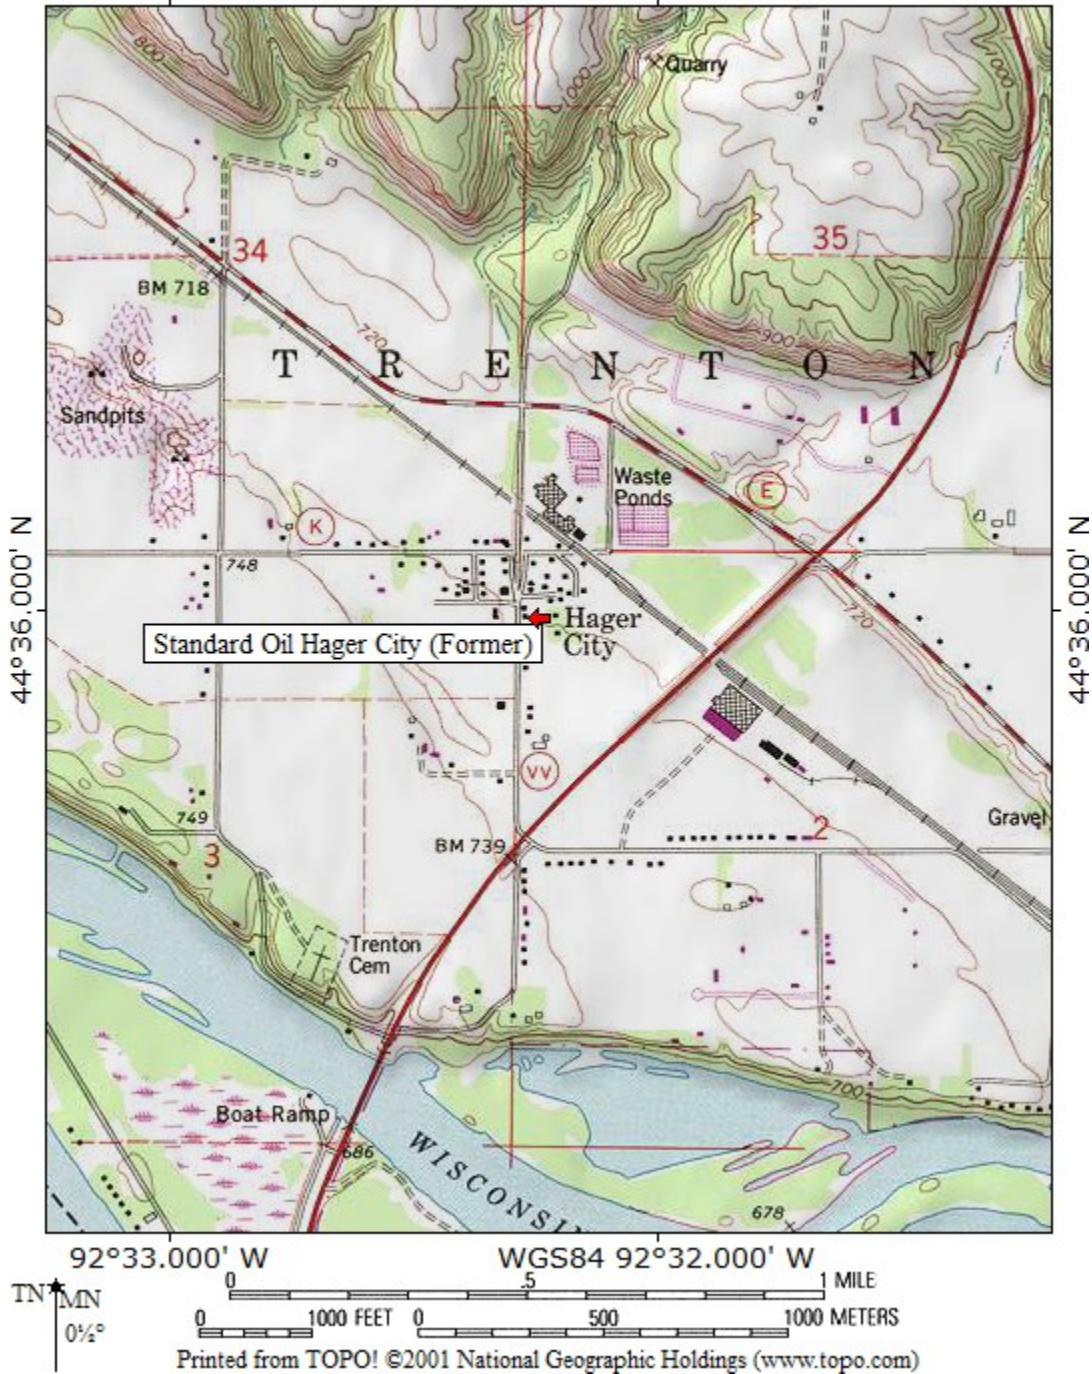 Quarry
800
1000
1000
34
35
BM 718
720
900
T R E N T O N
Sandpits
Waste
Ponds
E
K
748
720
Hager
City
Standard Oil Hager City (Former)
44°36.000' N
44°36.000' N
VV
Gravel
749
BM 739
2
3
Trenton
Cem
700
Boat Ramp
686
WISCONSIN
678
92°33.000' W
WGS84 92°32.000' W
TN MN
0½°
0 .5 1 MILE
0 1000 FEET 0 500 1000 METERS
Printed from TOPO! ©2001 National Geographic Holdings (www.topo.com)